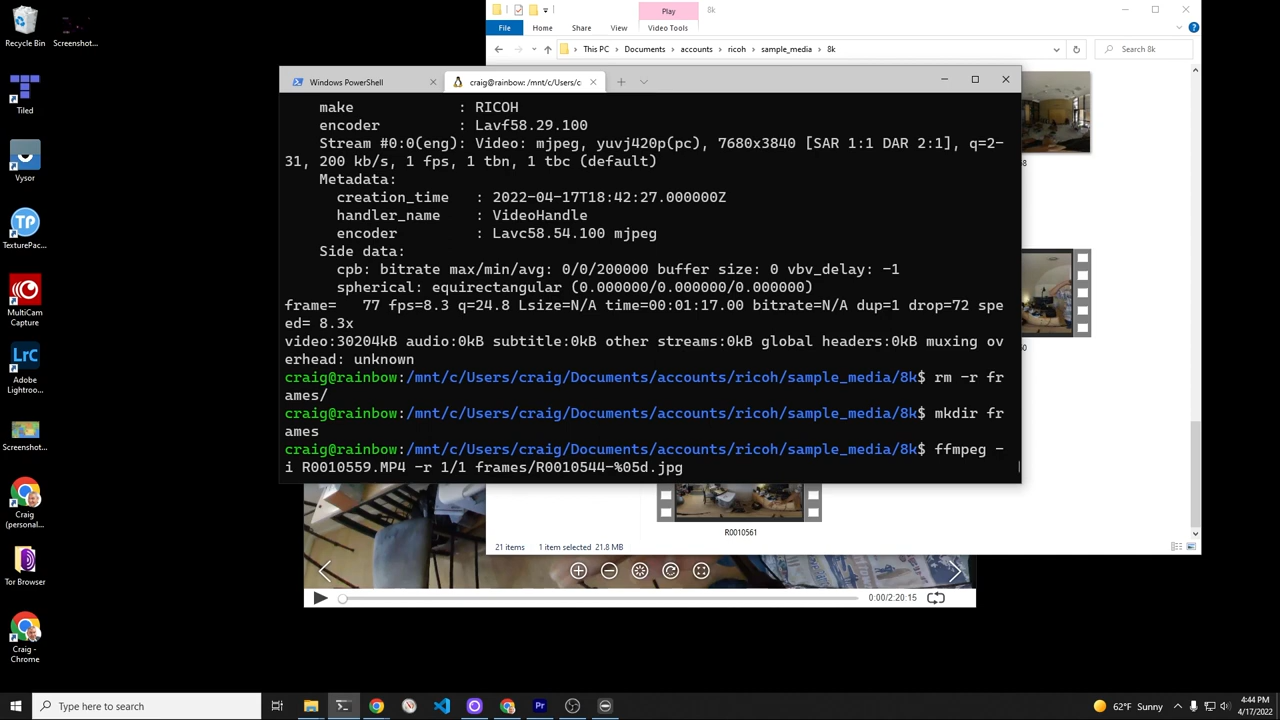 Play
8k
File
Home
Share
View
Video Tools
This PC
Documents
accounts
ricoh
sample_media
8k
Search 8k
Recycle Bin
Screenshot...
Tiled
Vysor
TexturePac...
MultiCam
Capture
Adobe
Lightroo...
Screenshot...
Craig
(personal...
Tor Browser
Craig -
Chrome
Windows PowerShell
craig@rainbow: /mnt/c/Users/c
make : RICOH
encoder : Lavf58.29.100
Stream #0:0(eng): Video: mjpeg, yuvj420p(pc), 7680x3840 [SAR 1:1 DAR 2:1], q=2-
31, 200 kb/s, 1 fps, 1 tbn, 1 tbc (default)
Metadata:
creation_time : 2022-04-17T18:42:27.000000Z
handler_name : VideoHandle
encoder : Lavc58.54.100 mjpeg
Side data:
cpb: bitrate max/min/avg: 0/0/200000 buffer size: 0 vbv_delay: -1
spherical: equirectangular (0.000000/0.000000/0.000000)
frame= 77 fps=8.3 q=24.8 Lsize=N/A time=00:01:17.00 bitrate=N/A dup=1 drop=72 spe
ed= 8.3x
video:30204kB audio:0kB subtitle:0kB other streams:0kB global headers:0kB muxing ov
erhead: unknown
craig@rainbow:/mnt/c/Users/craig/Documents/accounts/ricoh/sample_media/8k$ rm -r fr
ames/
craig@rainbow:/mnt/c/Users/craig/Documents/accounts/ricoh/sample_media/8k$ mkdir fr
ames
craig@rainbow:/mnt/c/Users/craig/Documents/accounts/ricoh/sample_media/8k$ ffmpeg -
i R0010559.MP4 -r 1/1 frames/R0010544-%05d.jpg
R0010561
21 items
1 item selected 21.8 MB
0:00/2:20:15
Type here to search
62°F Sunny
4:44 PM
4/17/2022